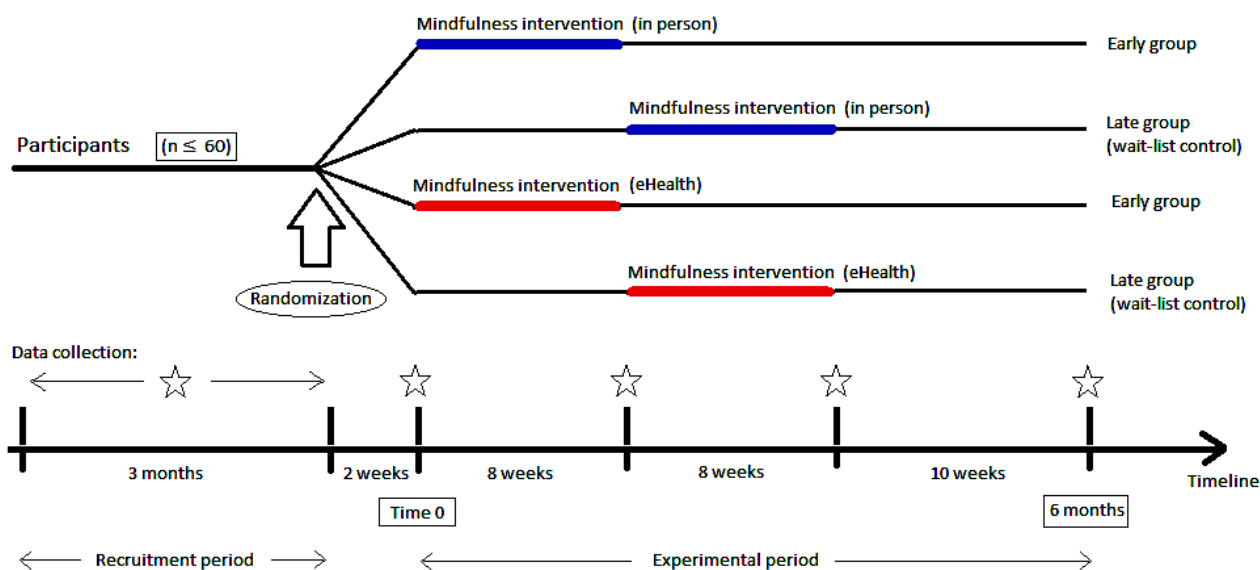 Mindfulness intervention (in person)
Early group
Mindfulness intervention (in person)
Participants (n ≤ 60)
Late group
(wait-list control)
Mindfulness intervention (eHealth)
Early group
Mindfulness intervention (eHealth)
Randomization
Late group
(wait-list control)
Data collection:
3 months 2 weeks 8 weeks 8 weeks 10 weeks
Timeline
Time 0
6 months
Recruitment period
Experimental period